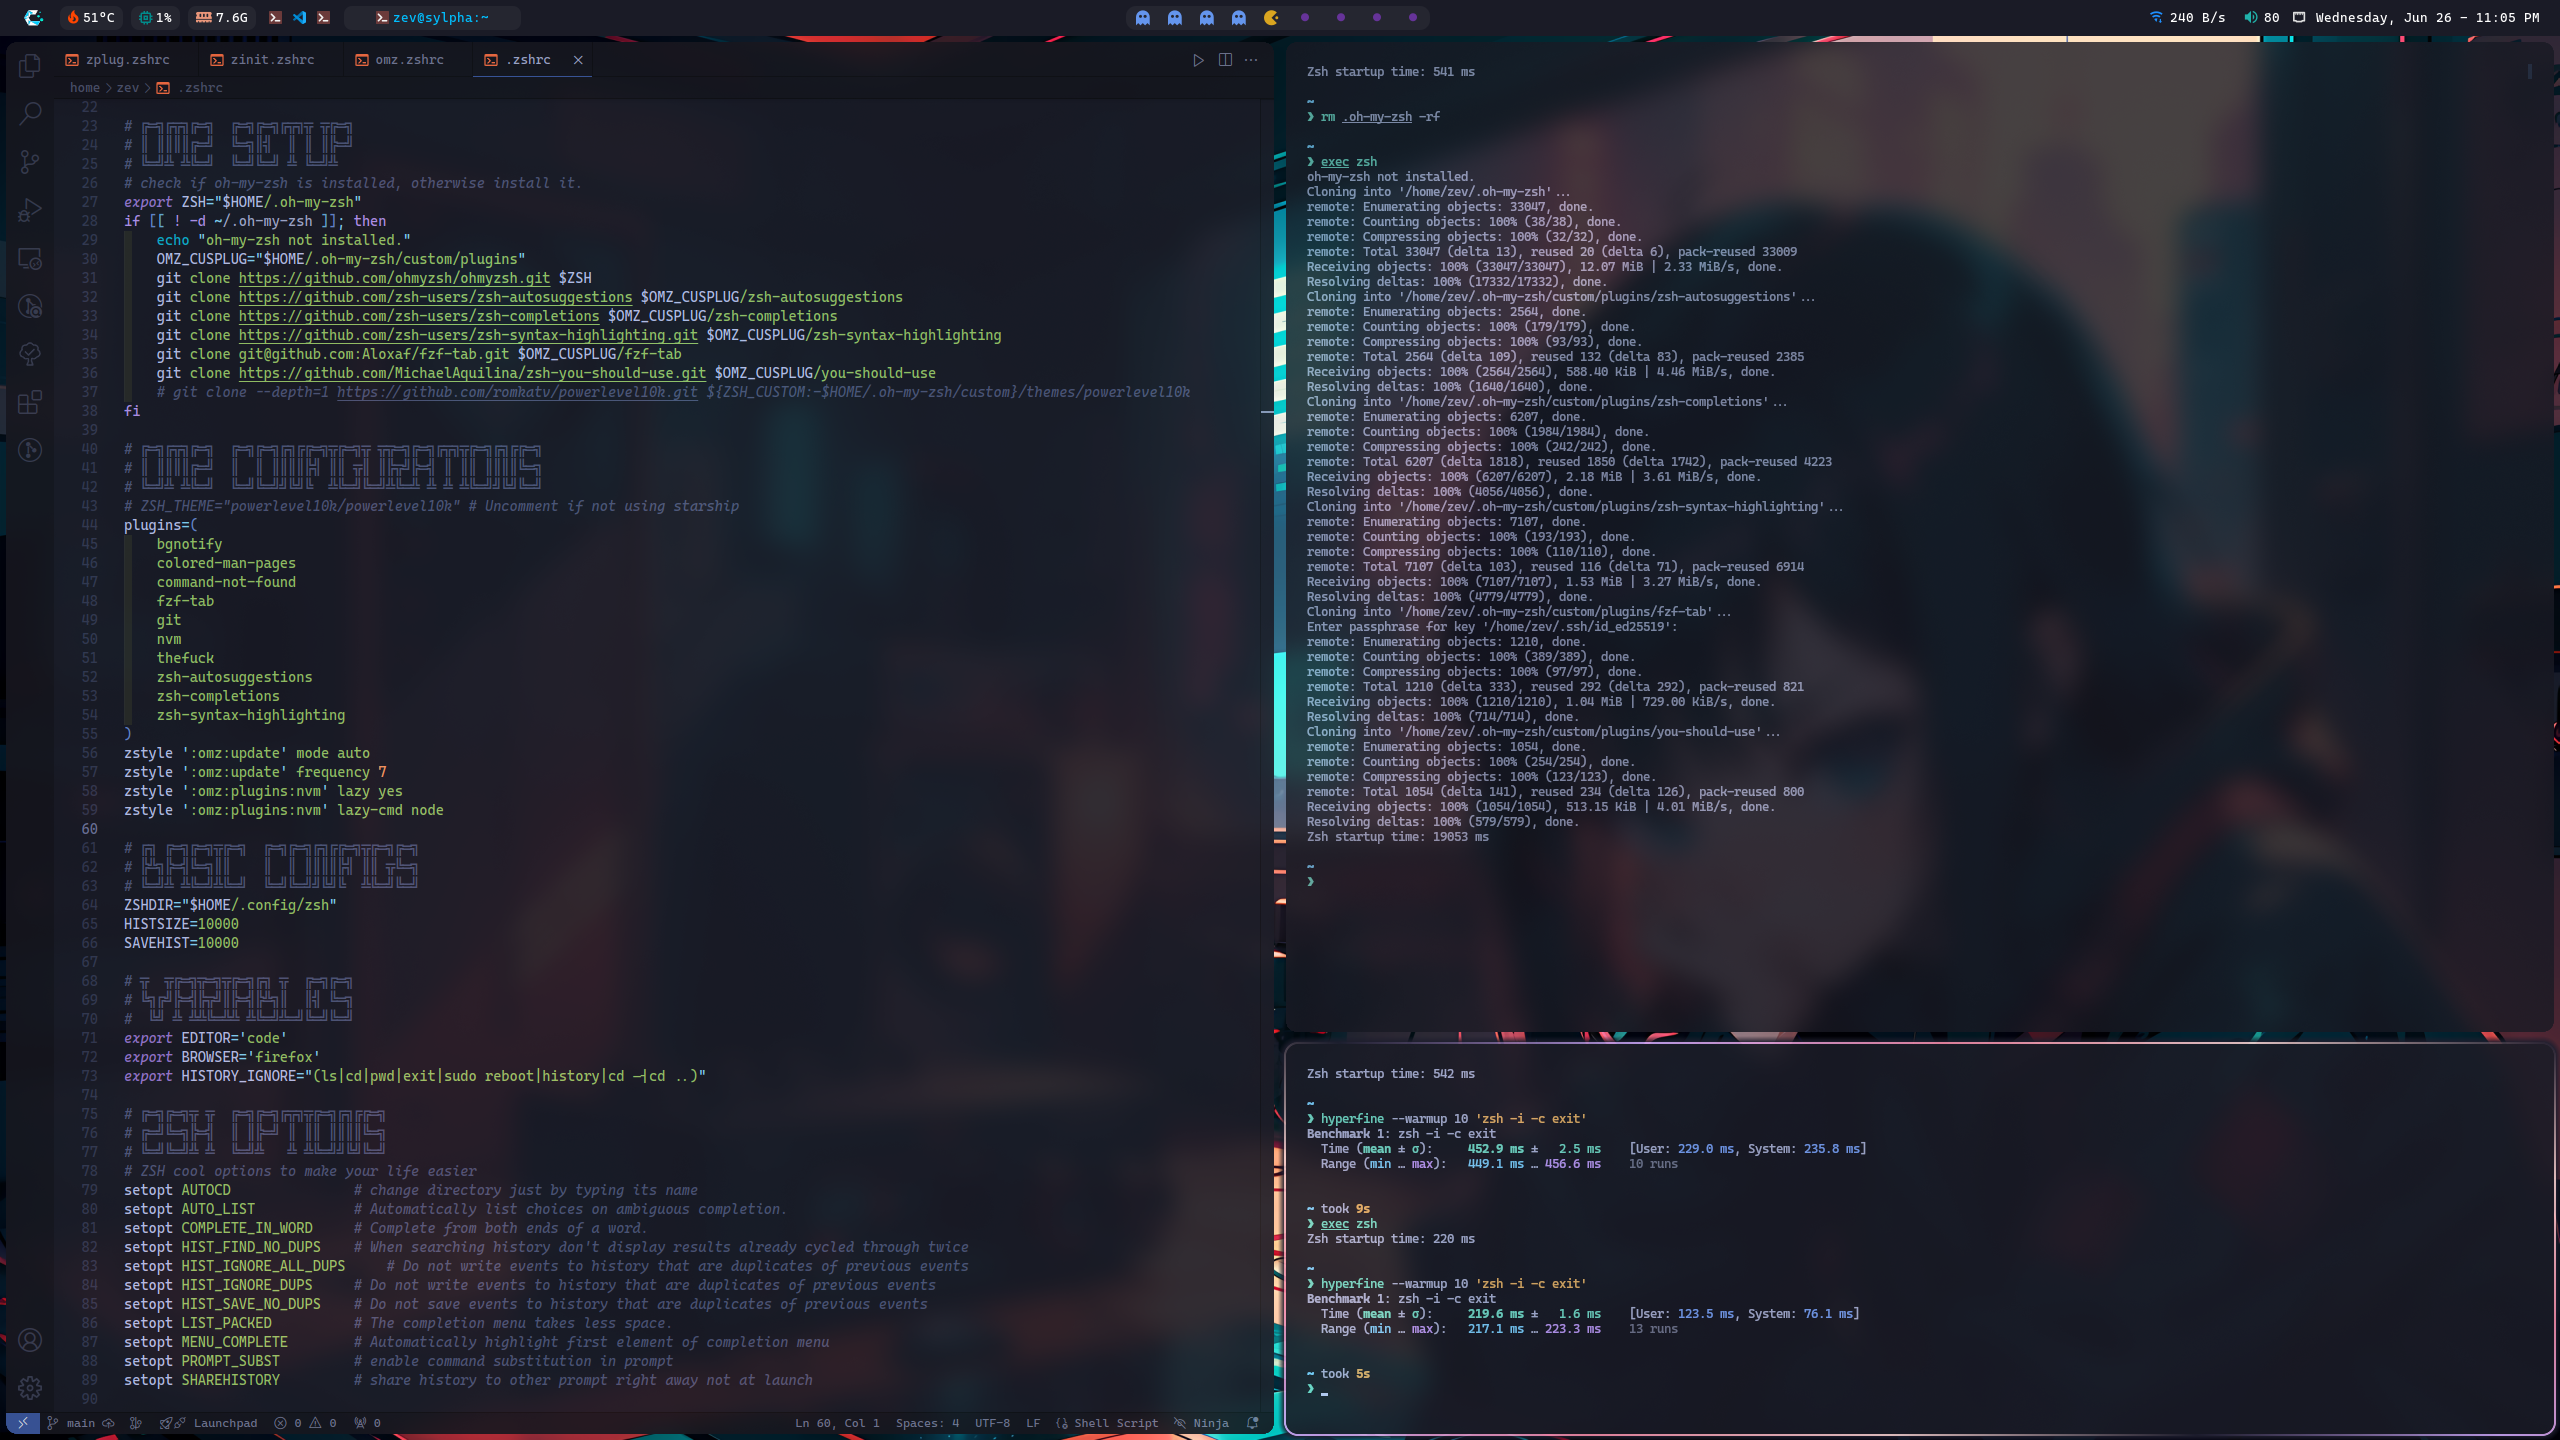 51°C 1% 7.6G zev@sylpha:~ 240 B/s 80 Wednesday, Jun 26 - 11:05 PM
zplug.zshrc zinit.zshrc omz.zshrc .zshrc
home > zev > .zshrc
22
23 #
24 #
25 #
26 # check if oh-my-zsh is installed, otherwise install it.
27 export ZSH="$HOME/.oh-my-zsh"
28 if [[ ! -d ~/.oh-my-zsh ]]; then
29 echo "oh-my-zsh not installed."
30 OMZ_CUSPLUG="$HOME/.oh-my-zsh/custom/plugins"
31 git clone https://github.com/ohmyzsh/ohmyzsh.git $ZSH
32 git clone https://github.com/zsh-users/zsh-autosuggestions $OMZ_CUSPLUG/zsh-autosuggestions
33 git clone https://github.com/zsh-users/zsh-completions $OMZ_CUSPLUG/zsh-completions
34 git clone https://github.com/zsh-users/zsh-syntax-highlighting.git $OMZ_CUSPLUG/zsh-syntax-highlighting
35 git clone git@github.com:Aloxaf/fzf-tab.git $OMZ_CUSPLUG/fzf-tab
36 git clone https://github.com/MichaelAquilina/zsh-you-should-use.git $OMZ_CUSPLUG/you-should-use
37 # git clone --depth=1 https://github.com/romkatv/powerlevel10k.git ${ZSH_CUSTOM:-$HOME/.oh-my-zsh/custom}/themes/powerlevel10k
38 fi
39
40 #
41 #
42 #
43 # ZSH_THEME="powerlevel10k/powerlevel10k" # Uncomment if not using starship
44 plugins=(
45 bgnotify
46 colored-man-pages
47 command-not-found
48 fzf-tab
49 git
50 nvm
51 thefuck
52 zsh-autosuggestions
53 zsh-completions
54 zsh-syntax-highlighting
55 )
56 zstyle ':omz:update' mode auto
57 zstyle ':omz:update' frequency 7
58 zstyle ':omz:plugins:nvm' lazy yes
59 zstyle ':omz:plugins:nvm' lazy-cmd node
60
61 #
62 #
63 #
64 ZSHDIR="$HOME/.config/zsh"
65 HISTSIZE=10000
66 SAVEHIST=10000
67
68 #
69 #
70 #
71 export EDITOR='code'
72 export BROWSER='firefox'
73 export HISTORY_IGNORE="(ls|cd|pwd|exit|sudo reboot|history|cd -|cd ..)"
74
75 #
76 #
77 #
78 # ZSH cool options to make your life easier
79 setopt AUTOCD # change directory just by typing its name
80 setopt AUTO_LIST # Automatically list choices on ambiguous completion.
81 setopt COMPLETE_IN_WORD # Complete from both ends of a word.
82 setopt HIST_FIND_NO_DUPS # When searching history don't display results already cycled through twice
83 setopt HIST_IGNORE_ALL_DUPS # Do not write events to history that are duplicates of previous events
84 setopt HIST_IGNORE_DUPS # Do not write events to history that are duplicates of previous events
85 setopt HIST_SAVE_NO_DUPS # Do not save events to history that are duplicates of previous events
86 setopt LIST_PACKED # The completion menu takes less space.
87 setopt MENU_COMPLETE # Automatically highlight first element of completion menu
88 setopt PROMPT_SUBST # enable command substitution in prompt
89 setopt SHAREHISTORY # share history to other prompt right away not at launch
90
main Launchpad 0 0 0 Ln 60, Col 1 Spaces: 4 UTF-8 LF Shell Script Ninja
Zsh startup time: 541 ms
~
❯ rm .oh-my-zsh -rf
~
❯ exec zsh
oh-my-zsh not installed.
Cloning into '/home/zev/.oh-my-zsh'...
remote: Enumerating objects: 33047, done.
remote: Counting objects: 100% (38/38), done.
remote: Compressing objects: 100% (32/32), done.
remote: Total 33047 (delta 13), reused 20 (delta 6), pack-reused 33009
Receiving objects: 100% (33047/33047), 12.07 MiB | 2.33 MiB/s, done.
Resolving deltas: 100% (17332/17332), done.
Cloning into '/home/zev/.oh-my-zsh/custom/plugins/zsh-autosuggestions'...
remote: Enumerating objects: 2564, done.
remote: Counting objects: 100% (179/179), done.
remote: Compressing objects: 100% (93/93), done.
remote: Total 2564 (delta 109), reused 132 (delta 83), pack-reused 2385
Receiving objects: 100% (2564/2564), 588.40 KiB | 4.46 MiB/s, done.
Resolving deltas: 100% (1640/1640), done.
Cloning into '/home/zev/.oh-my-zsh/custom/plugins/zsh-completions'...
remote: Enumerating objects: 6207, done.
remote: Counting objects: 100% (1984/1984), done.
remote: Compressing objects: 100% (242/242), done.
remote: Total 6207 (delta 1818), reused 1850 (delta 1742), pack-reused 4223
Receiving objects: 100% (6207/6207), 2.18 MiB | 3.61 MiB/s, done.
Resolving deltas: 100% (4056/4056), done.
Cloning into '/home/zev/.oh-my-zsh/custom/plugins/zsh-syntax-highlighting'...
remote: Enumerating objects: 7107, done.
remote: Counting objects: 100% (193/193), done.
remote: Compressing objects: 100% (110/110), done.
remote: Total 7107 (delta 103), reused 116 (delta 71), pack-reused 6914
Receiving objects: 100% (7107/7107), 1.53 MiB | 3.27 MiB/s, done.
Resolving deltas: 100% (4779/4779), done.
Cloning into '/home/zev/.oh-my-zsh/custom/plugins/fzf-tab'...
Enter passphrase for key '/home/zev/.ssh/id_ed25519':
remote: Enumerating objects: 1210, done.
remote: Counting objects: 100% (389/389), done.
remote: Compressing objects: 100% (97/97), done.
remote: Total 1210 (delta 333), reused 292 (delta 292), pack-reused 821
Receiving objects: 100% (1210/1210), 1.04 MiB | 729.00 KiB/s, done.
Resolving deltas: 100% (714/714), done.
Cloning into '/home/zev/.oh-my-zsh/custom/plugins/you-should-use'...
remote: Enumerating objects: 1054, done.
remote: Counting objects: 100% (254/254), done.
remote: Compressing objects: 100% (123/123), done.
remote: Total 1054 (delta 141), reused 234 (delta 126), pack-reused 800
Receiving objects: 100% (1054/1054), 513.15 KiB | 4.01 MiB/s, done.
Resolving deltas: 100% (579/579), done.
Zsh startup time: 19053 ms
~
❯
Zsh startup time: 542 ms
~
❯ hyperfine --warmup 10 'zsh -i -c exit'
Benchmark 1: zsh -i -c exit
Time (mean ± σ): 452.9 ms ± 2.5 ms [User: 229.0 ms, System: 235.8 ms]
Range (min … max): 449.1 ms … 456.6 ms 10 runs
~ took 9s
❯ exec zsh
Zsh startup time: 220 ms
~
❯ hyperfine --warmup 10 'zsh -i -c exit'
Benchmark 1: zsh -i -c exit
Time (mean ± σ): 219.6 ms ± 1.6 ms [User: 123.5 ms, System: 76.1 ms]
Range (min … max): 217.1 ms … 223.3 ms 13 runs
~ took 5s
❯ _